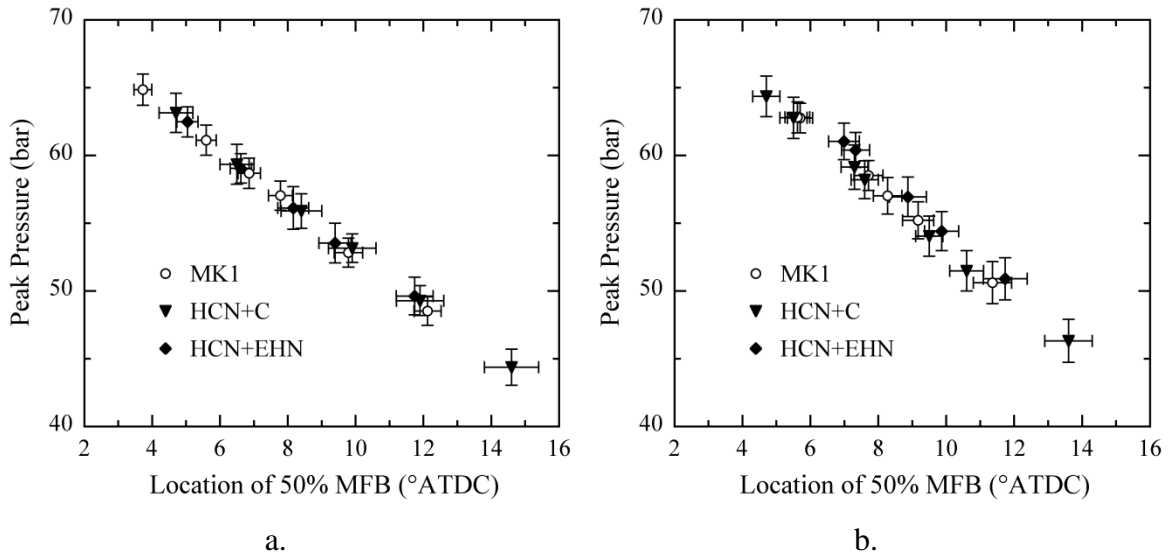 70
60
50
40
Peak Pressure (bar)
MK1
HCN+C
HCN+EHN
2 4 6 8 10 12 14 16
Location of 50% MFB (°ATDC)
a.
70
60
50
40
Peak Pressure (bar)
MK1
HCN+C
HCN+EHN
2 4 6 8 10 12 14 16
Location of 50% MFB (°ATDC)
b.